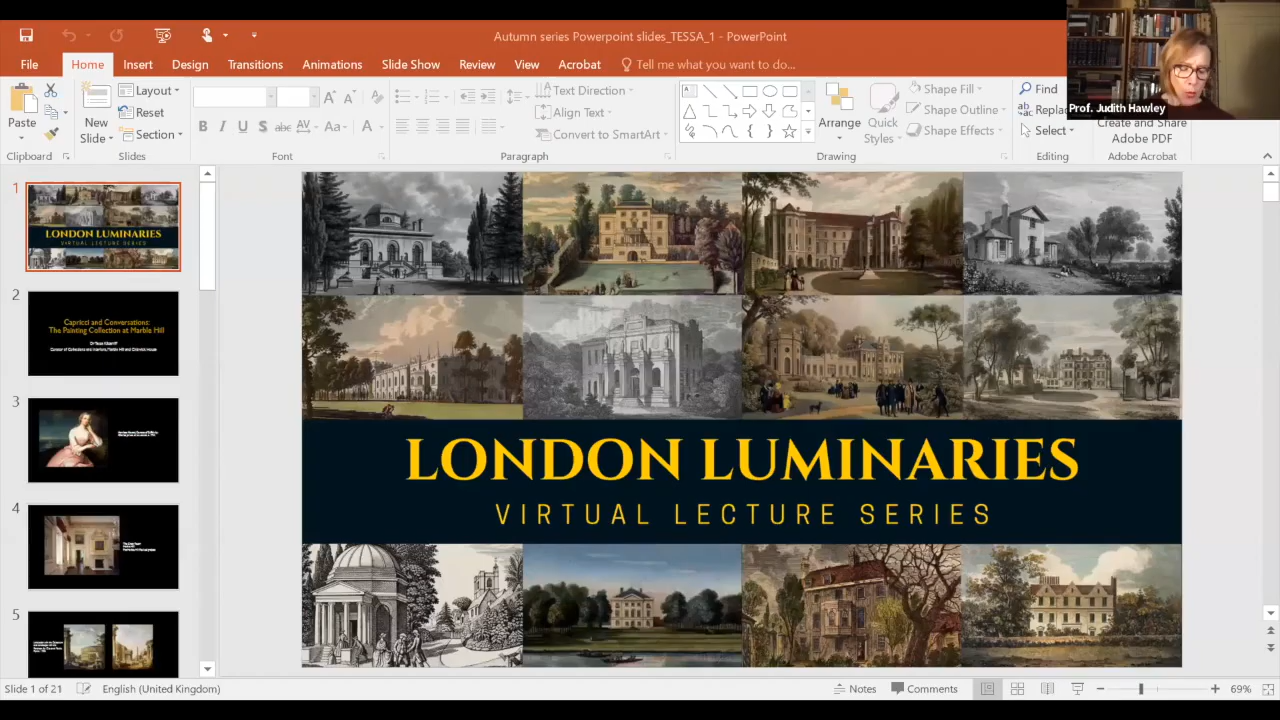 Autumn series Powerpoint slides_TESSA_1 - PowerPoint
File Home Insert Design Transitions Animations Slide Show Review View Acrobat Tell me what you want to do...
Prof. Judith Hawley
Paste
Clipboard
New
Slide
Layout
Reset
Section
Slides
B I U S abc AV Aa A
Font
Text Direction
Align Text
Convert to SmartArt
Paragraph
Arrange
Quick
Styles
Shape Fill
Shape Outline
Shape Effects
Drawing
Find
Select
Editing
Create and Share
Adobe PDF
Adobe Acrobat
1
LONDON LUMINARIES
VIRTUAL LECTURE SERIES
2
Capricci and Conversations:
The Painting Collection at Marble Hill
3
4
5
LONDON LUMINARIES
VIRTUAL LECTURE SERIES
Slide 1 of 21
English (United Kingdom)
Notes
Comments
69%